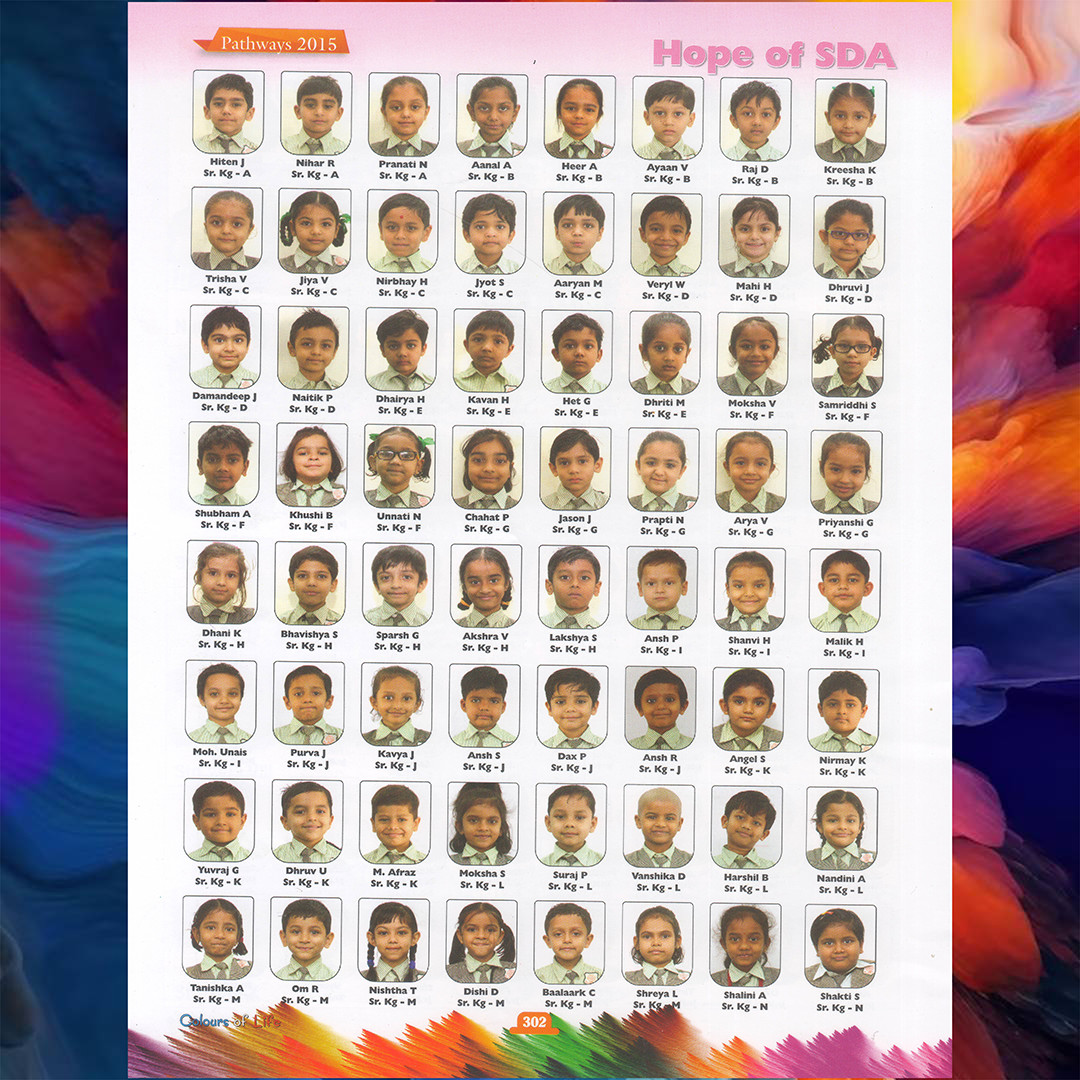 Pathways 2015
Hope of SDA
Hiten J Nihar R Pranati N Aanal A Heer A Ayaan V Raj D Kreesha K
Sr. Kg - A Sr. Kg - A Sr. Kg - A Sr. Kg - B Sr. Kg - B Sr. Kg - B Sr. Kg - B Sr. Kg - B
Trisha V Jiya V Nirbhay H Jyot S Aaryan M Veryl W Mahi H Dhruvi J
Sr. Kg - C Sr. Kg - C Sr. Kg - C Sr. Kg - C Sr. Kg - C Sr. Kg - D Sr. Kg - D Sr. Kg - D
Damandeep J Naitik P Dhairya H Kavan H Het G Dhriti M Moksha V Samriddhi S
Sr. Kg - D Sr. Kg - D Sr. Kg - E Sr. Kg - E Sr. Kg - E Sr. Kg - E Sr. Kg - F Sr. Kg - F
Shubham A Khushi B Unnati N Chahat P Jason J Prapti N Arya V Priyanshi G
Sr. Kg - F Sr. Kg - F Sr. Kg - F Sr. Kg - G Sr. Kg - G Sr. Kg - G Sr. Kg - G Sr. Kg - G
Dhani K Bhavishya S Sparsh G Akshra V Lakshya S Ansh P Shanvi H Malik H
Sr. Kg - H Sr. Kg - H Sr. Kg - H Sr. Kg - H Sr. Kg - H Sr. Kg - I Sr. Kg - I Sr. Kg - I
Moh. Unais Purva J Kavya J Ansh S Dax P Ansh R Angel S Nirmay K
Sr. Kg - I Sr. Kg - J Sr. Kg - J Sr. Kg - J Sr. Kg - J Sr. Kg - J Sr. Kg - K Sr. Kg - K
Yuvraj G Dhruv U M. Afraz Moksha S Suraj P Vanshika D Harshil B Nandini A
Sr. Kg - K Sr. Kg - K Sr. Kg - K Sr. Kg - L Sr. Kg - L Sr. Kg - L Sr. Kg - L Sr. Kg - L
Tanishka A Om R Nishtha T Dishi D Baalaark C Shreya L Shalini A Shakti S
Sr. Kg - M Sr. Kg - M Sr. Kg - M Sr. Kg - M Sr. Kg - M Sr. Kg - M Sr. Kg - N Sr. Kg - N
Colours of Life
302